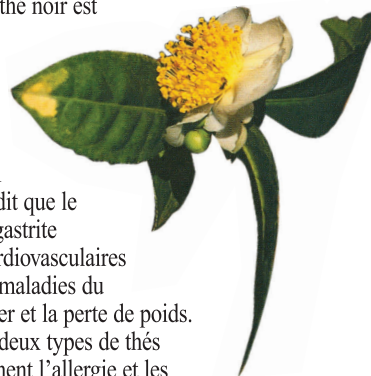 thé noir est
dit que le
gastrite
rdiovasculaires
maladies du
er et la perte de poids.
deux types de thés
ment l'allergie et les